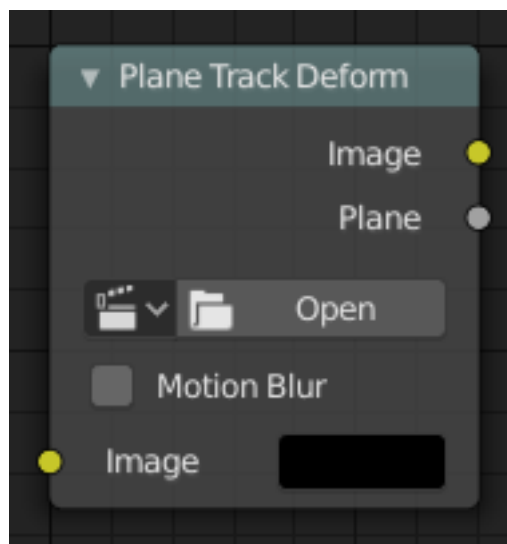 Plane Track Deform
Image
Plane
Open
Motion Blur
Image